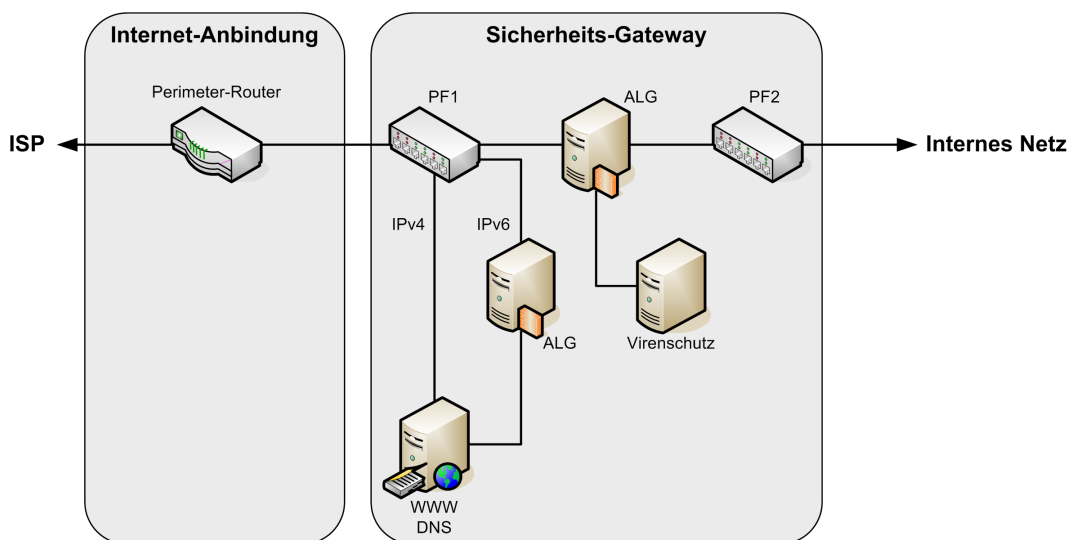 Internet-Anbindung
Sicherheits-Gateway
Perimeter-Router
PF1
ALG
PF2
ISP
Internes Netz
IPv4
IPv6
ALG
Virenschutz
WWW
DNS